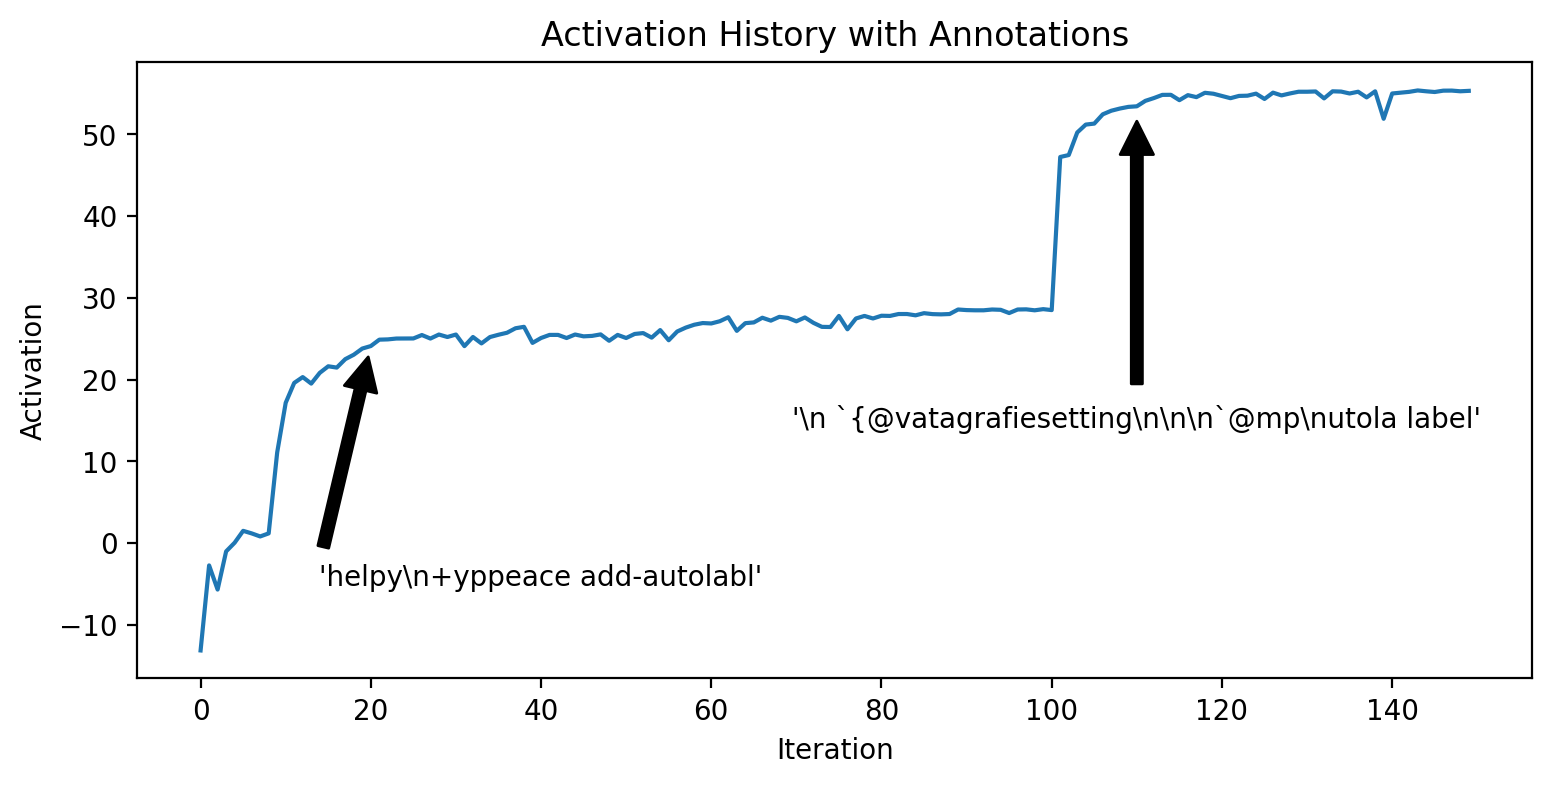 Activation History with Annotations
50
40
30
20
10
0
−10
Activation
'\n `{@vatagrafiesetting\n\n\n`@mp\nutola label'
'helpy\n+yppeace add-autolabl'
0 20 40 60 80 100 120 140
Iteration